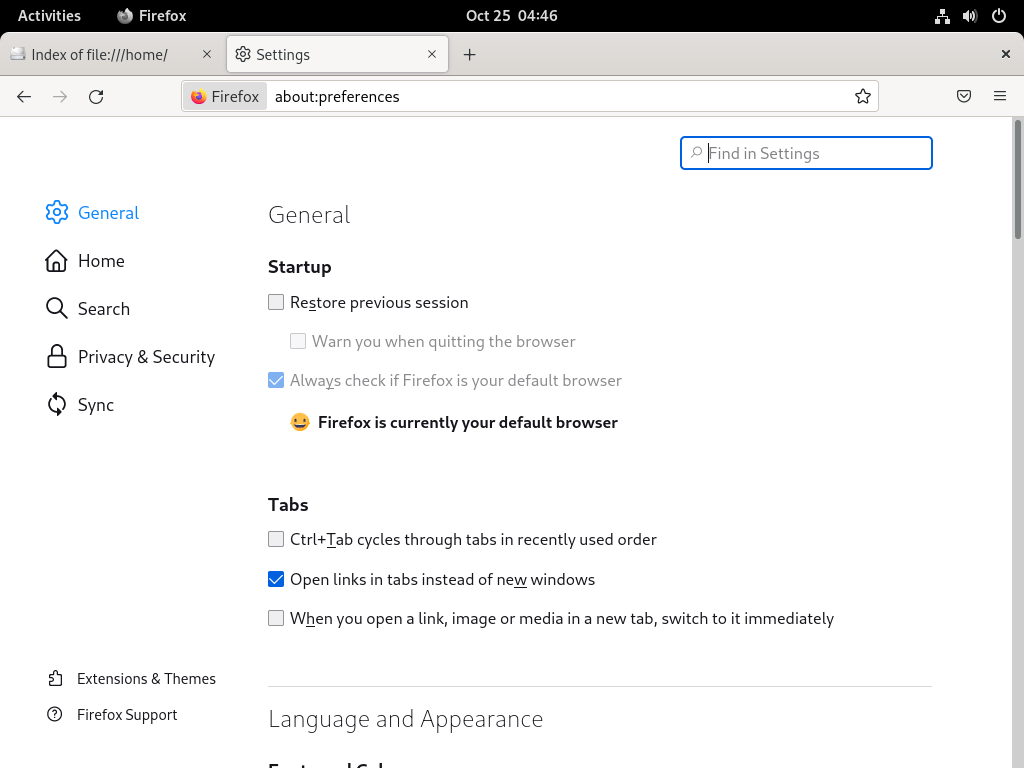 Activities Firefox Oct 25 04:46
Index of file:///home/ Settings
Firefox about:preferences
Find in Settings
General
Home
Search
Privacy & Security
Sync
Extensions & Themes
Firefox Support
General
Startup
Restore previous session
Warn you when quitting the browser
Always check if Firefox is your default browser
Firefox is currently your default browser
Tabs
Ctrl+Tab cycles through tabs in recently used order
Open links in tabs instead of new windows
When you open a link, image or media in a new tab, switch to it immediately
Language and Appearance